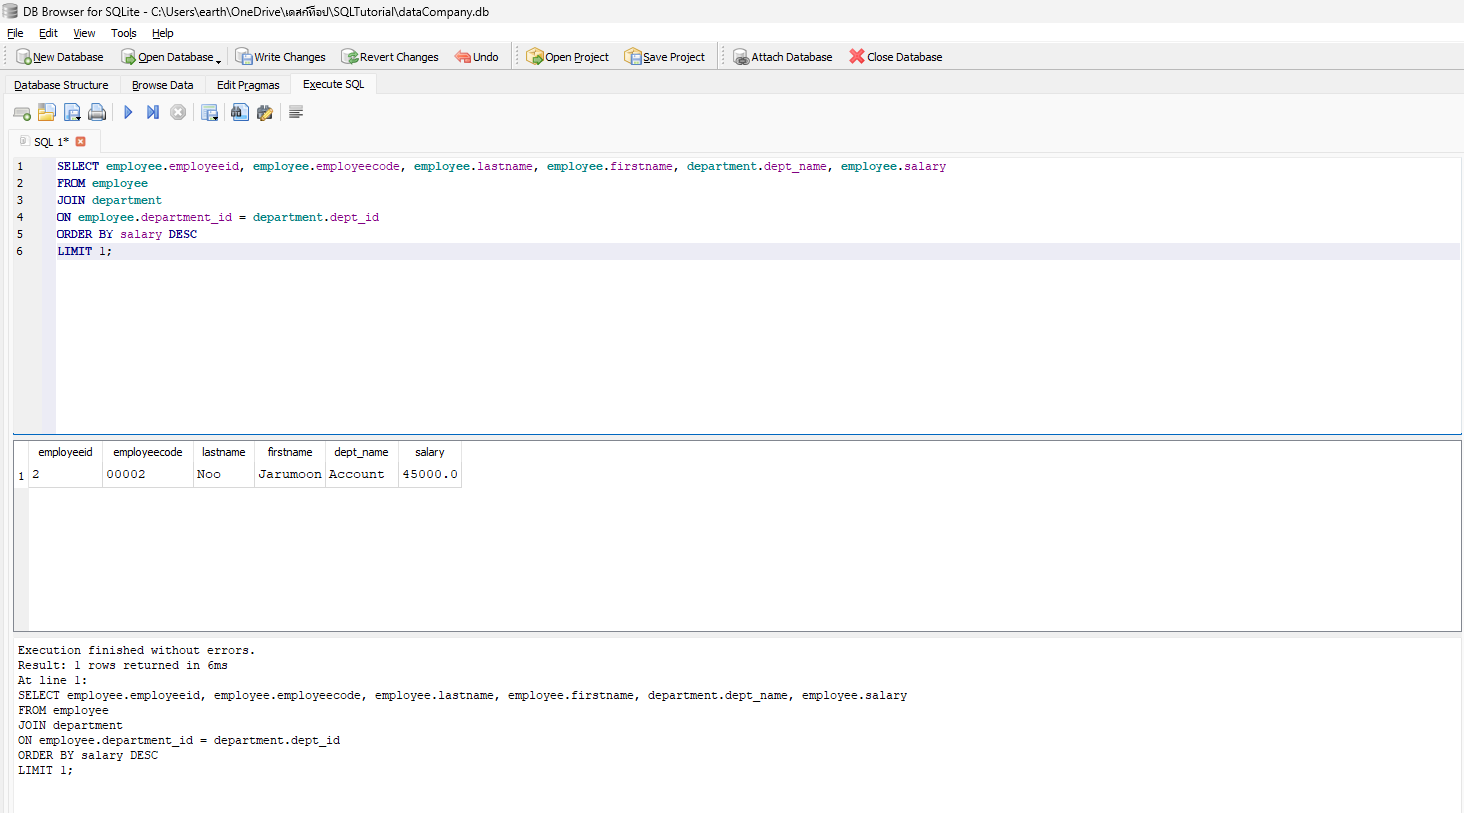 DB Browser for SQLite - C:\Users\earth\OneDrive\เดสก์ท็อป\SQLTutorial\dataCompany.db
File Edit View Tools Help
New Database Open Database Write Changes Revert Changes Undo Open Project Save Project Attach Database Close Database
Database Structure Browse Data Edit Pragmas Execute SQL
SQL 1*
1 SELECT employee.employeeid, employee.employeecode, employee.lastname, employee.firstname, department.dept_name, employee.salary
2 FROM employee
3 JOIN department
4 ON employee.department_id = department.dept_id
5 ORDER BY salary DESC
6 LIMIT 1;
employeeid employeecode lastname firstname dept_name salary
1 2 00002 Noo Jarumoon Account 45000.0
Execution finished without errors.
Result: 1 rows returned in 6ms
At line 1:
SELECT employee.employeeid, employee.employeecode, employee.lastname, employee.firstname, department.dept_name, employee.salary
FROM employee
JOIN department
ON employee.department_id = department.dept_id
ORDER BY salary DESC
LIMIT 1;